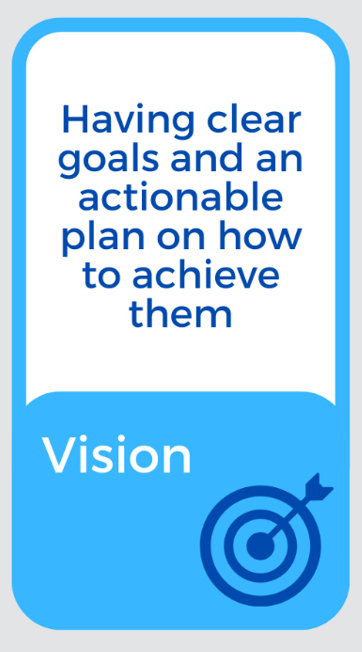 Having clear
goals and an
actionable
plan on how
to achieve
them
Vision